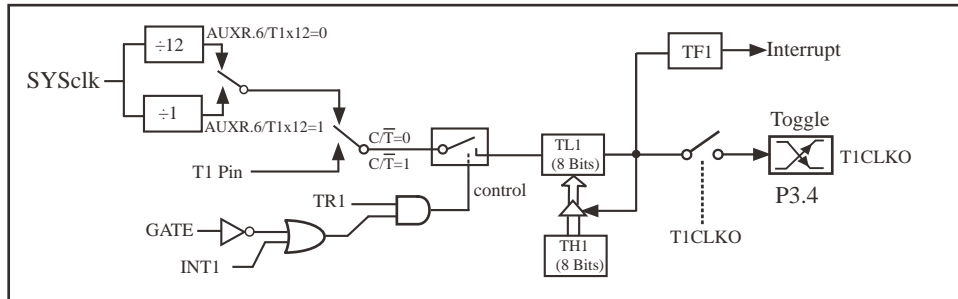 AUXR.6/T1x12=0
÷12
SYSclk
÷1
AUXR.6/T1x12=1
C/T̅=0
C/T̅=1
T1 Pin
TR1
GATE
INT1
control
TL1
(8 Bits)
TH1
(8 Bits)
TF1
Interrupt
Toggle
T1CLKO
P3.4
T1CLKO